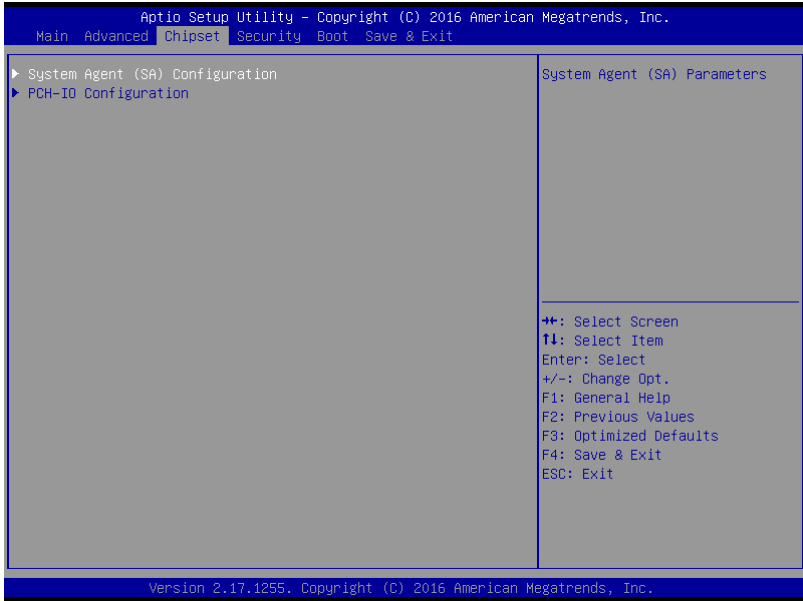 Aptio Setup Utility – Copyright (C) 2016 American Megatrends, Inc.
Main Advanced Chipset Security Boot Save & Exit
System Agent (SA) Configuration
PCH-IO Configuration
System Agent (SA) Parameters
→←: Select Screen
↑↓: Select Item
Enter: Select
+/-: Change Opt.
F1: General Help
F2: Previous Values
F3: Optimized Defaults
F4: Save & Exit
ESC: Exit
Version 2.17.1255. Copyright (C) 2016 American Megatrends, Inc.